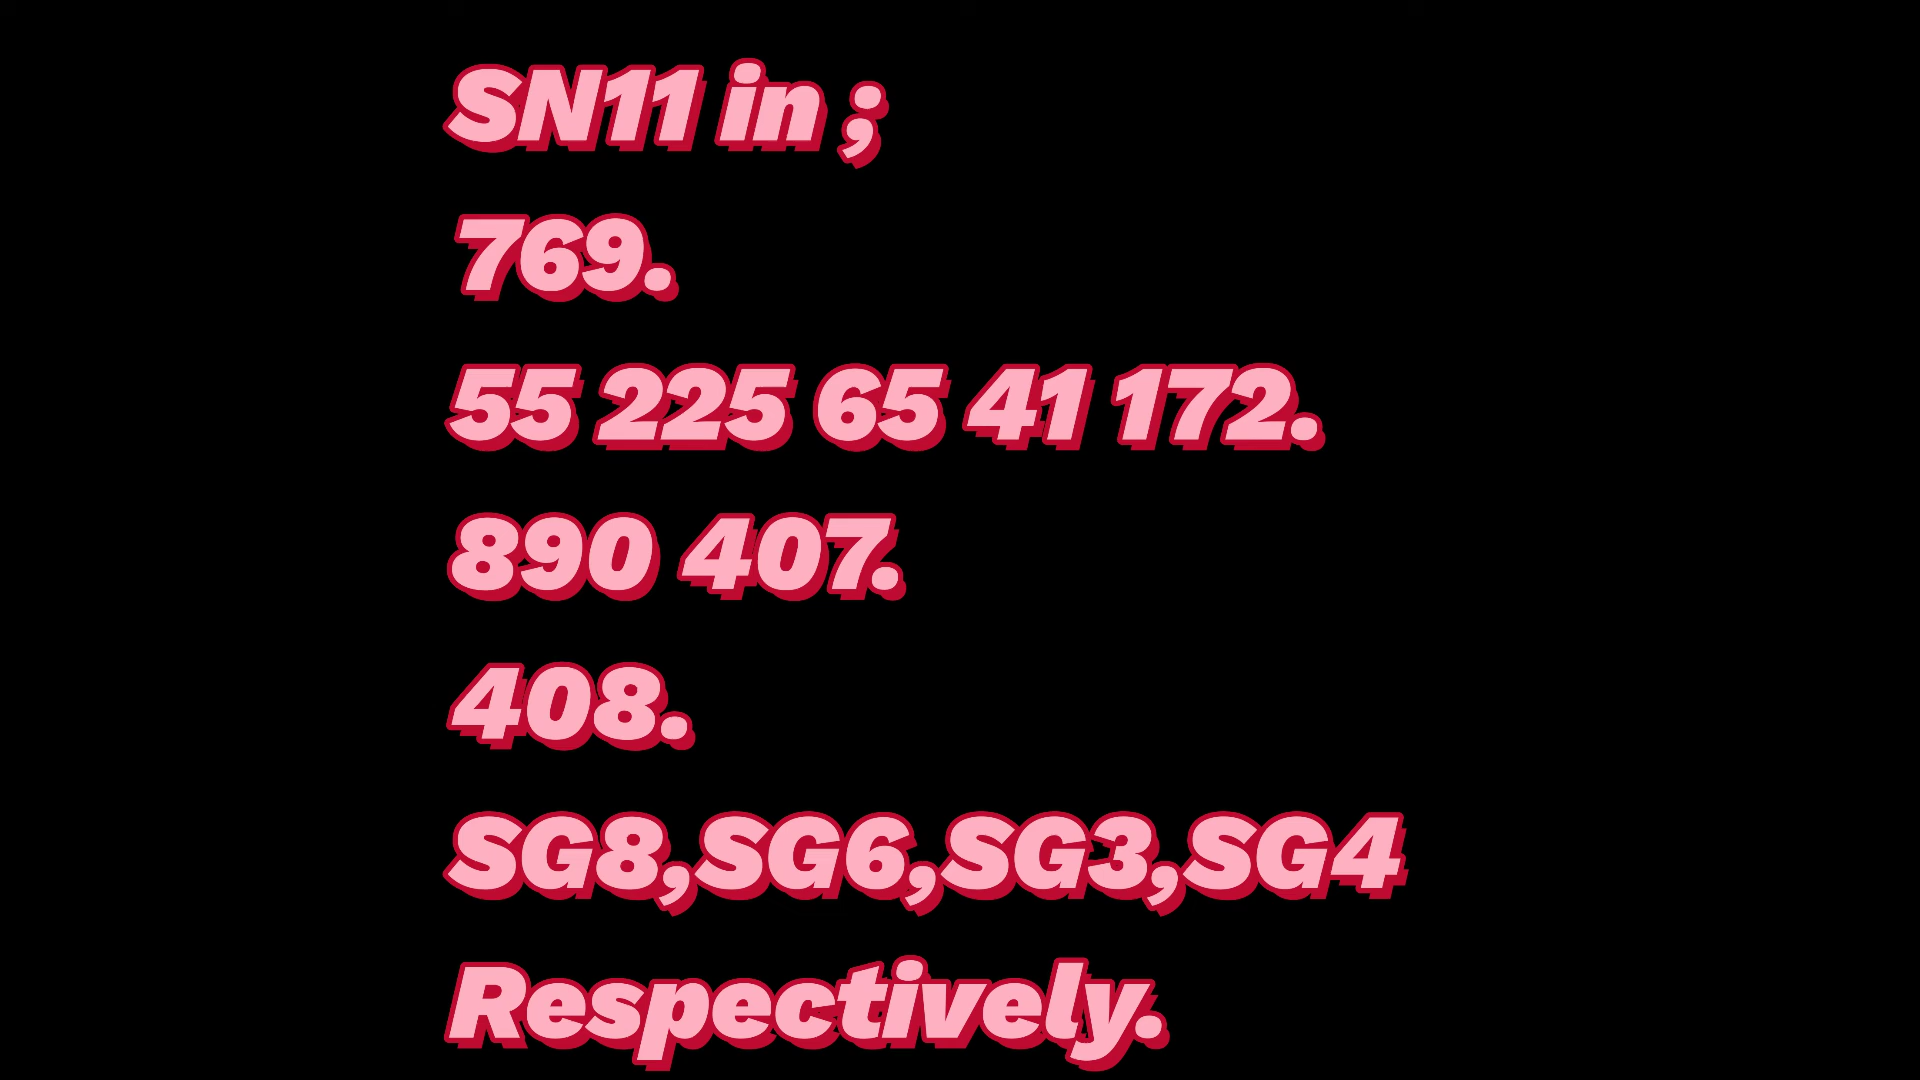 SN11 in ;
769.
55 225 65 41 172.
890 407.
408.
SG8,SG6,SG3,SG4
Respectively.